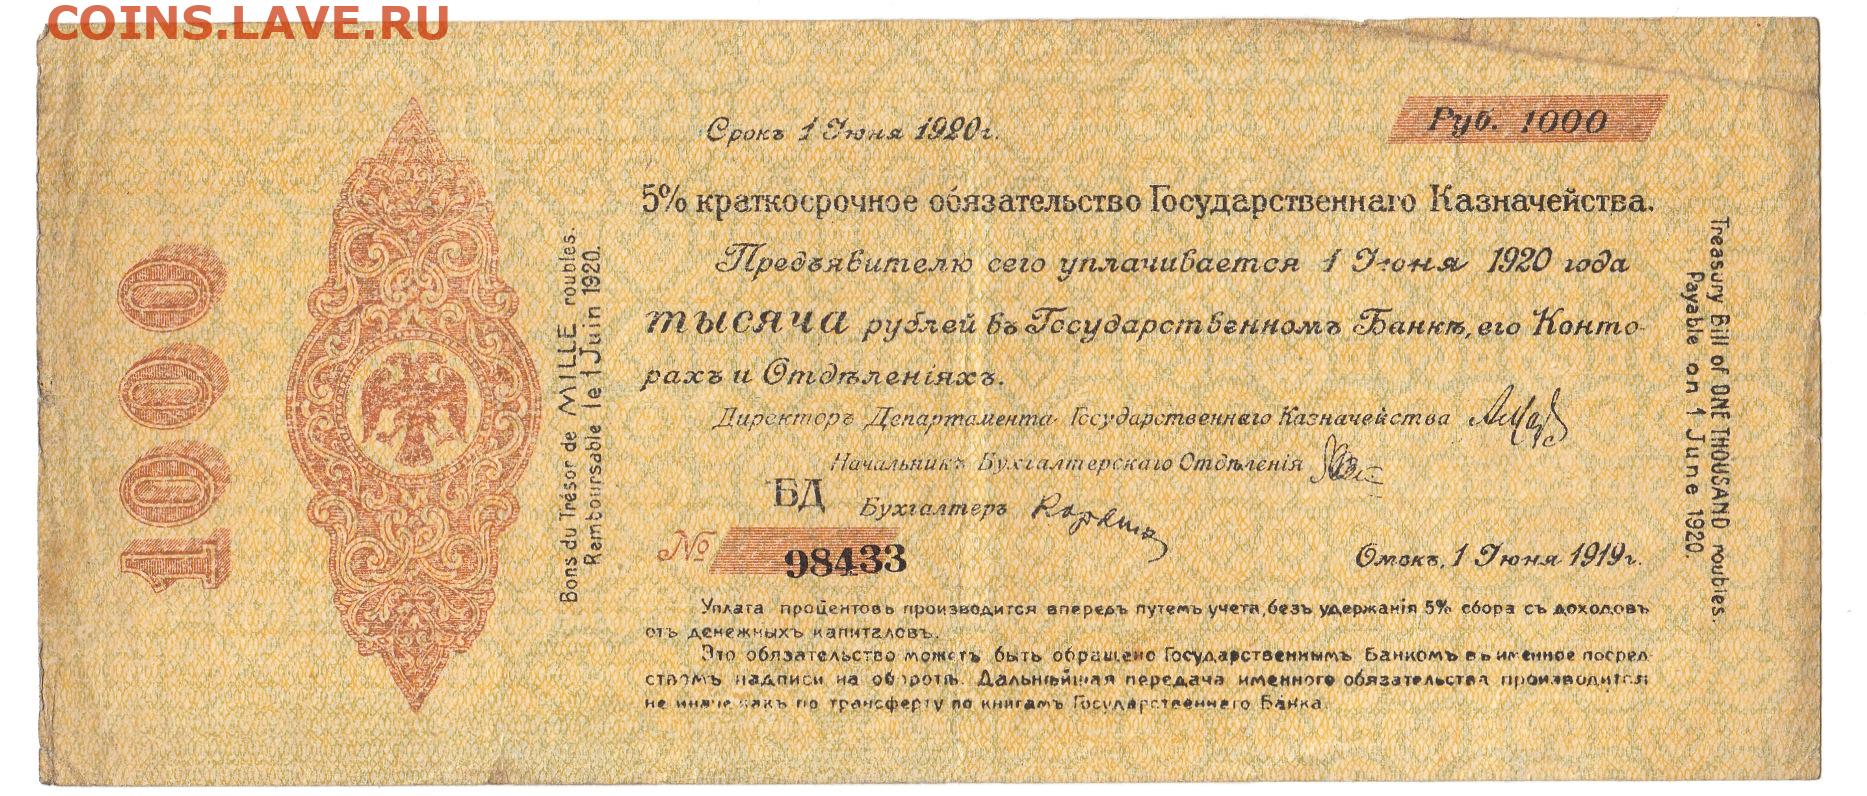 COINS.LAVE.RU
1000
Bons du Trésor de MILLE roubles.
Remboursable le 1 Juin 1920.
Срокъ 1 Июня 1920 г.
Руб. 1000
5% краткосрочное обязательство Государственнаго Казначейства.
Предъявителю сего уплачивается 1 Июня 1920 года
тысяча рублей въ Государственномъ Банкѣ, его Конто-
рахъ и Отдѣленіяхъ.
Директоръ Департамента Государственнаго Казначейства
Начальникъ Бухгалтерскаго Отдѣленія
БД
Бухгалтеръ
№ 98433
Омскъ, 1 Июня 1919 г.
Уплата процентовъ производится впередъ путемъ учета, безъ удержанія 5% сбора съ доходовъ
отъ денежныхъ капиталовъ.
Это обязательство можетъ быть обращено Государственнымъ Банкомъ въ именное посред-
ствомъ надписи на оборотѣ. Дальнѣйшая передача именного обязательства производится
не иначе какъ по трансферту по книгамъ Государственнаго Банка.
Treasury Bill of ONE THOUSAND roubles.
Payable on 1 June 1920.